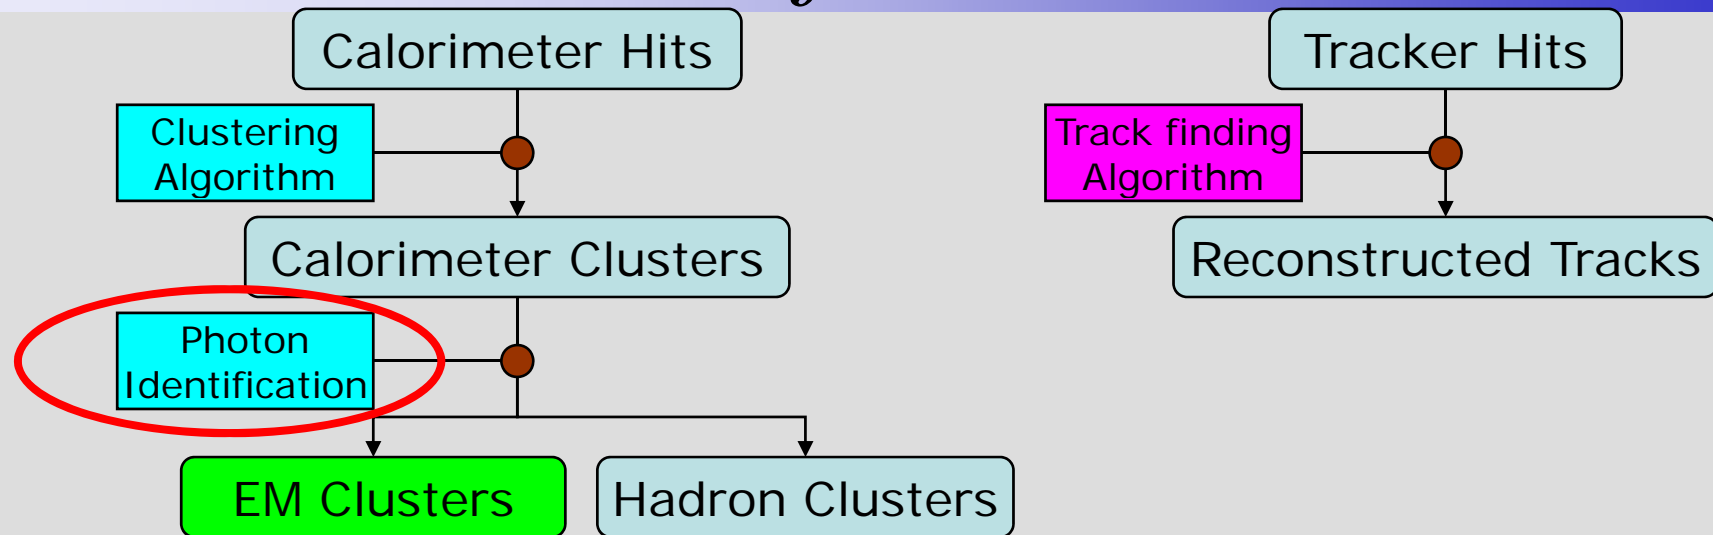 Calorimeter Hits
Tracker Hits
Clustering
Algorithm
Track finding
Algorithm
Calorimeter Clusters
Reconstructed Tracks
Photon
Identification
EM Clusters
Hadron Clusters